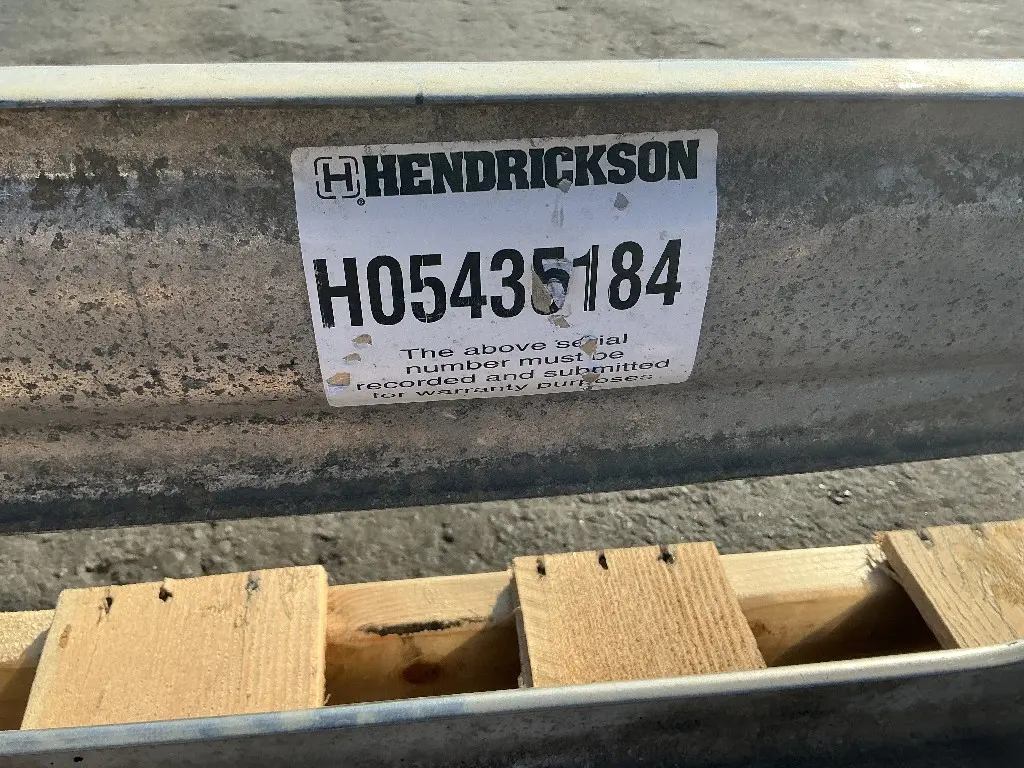 H HENDRICKSON
H05435184
The above serial
number must be
recorded and submitted
for warranty purposes